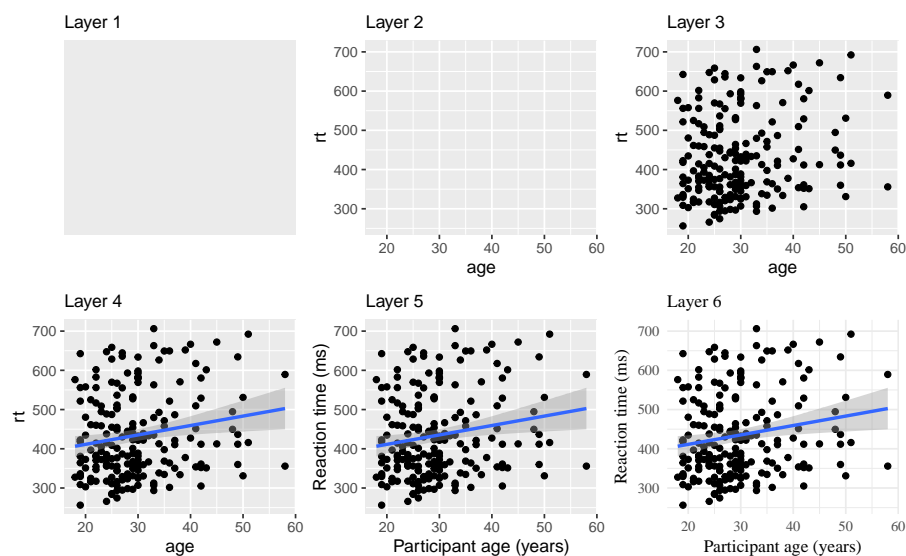 Layer 1
Layer 2
700
600
500
400
300
rt
20 30 40 50 60
age
Layer 3
700
600
500
400
300
rt
20 30 40 50 60
age
Layer 4
700
600
500
400
300
rt
20 30 40 50 60
age
Layer 5
700
600
500
400
300
Reaction time (ms)
20 30 40 50 60
Participant age (years)
Layer 6
700
600
500
400
300
Reaction time (ms)
20 30 40 50 60
Participant age (years)